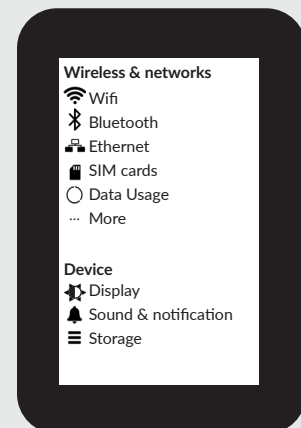 Wireless & networks
Wifi
Bluetooth
Ethernet
SIM cards
Data Usage
... More
Device
Display
Sound & notification
Storage